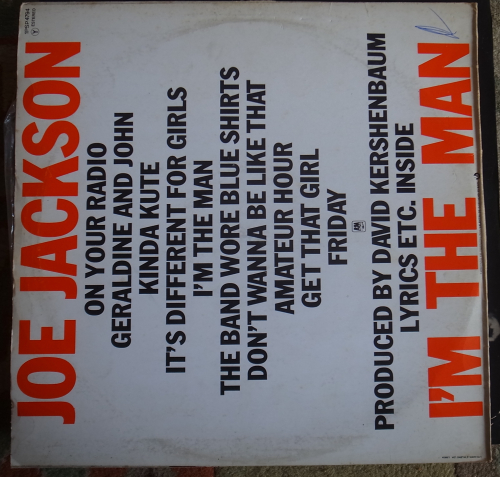 JOE JACKSON
ON YOUR RADIO
GERALDINE AND JOHN
KINDA KUTE
IT'S DIFFERENT FOR GIRLS
I'M THE MAN
THE BAND WORE BLUE SHIRTS
DON'T WANNA BE LIKE THAT
AMATEUR HOUR
GET THAT GIRL
FRIDAY
PRODUCED BY DAVID KERSHENBAUM
LYRICS ETC. INSIDE
I'M THE MAN